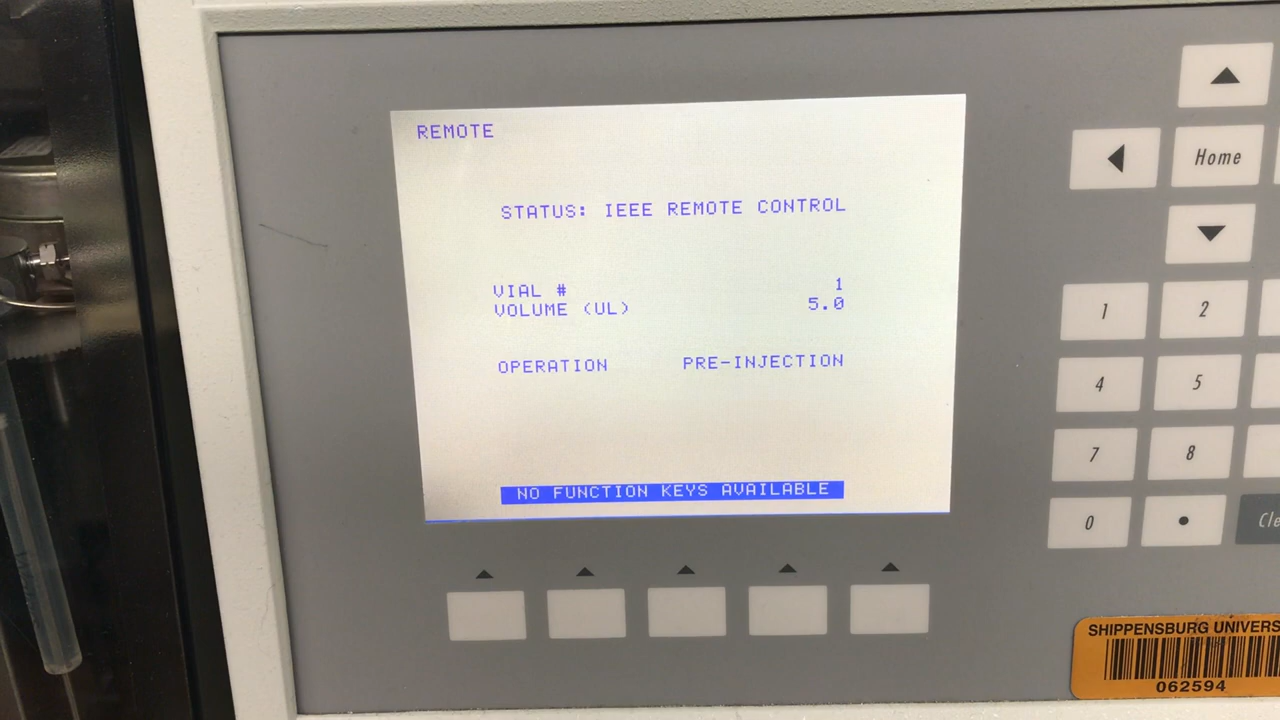 REMOTE
STATUS: IEEE REMOTE CONTROL
VIAL # 1
VOLUME (UL) 5.0
OPERATION PRE-INJECTION
NO FUNCTION KEYS AVAILABLE
Home
1 2
4 5
7 8
0 •
SHIPPENSBURG
062594